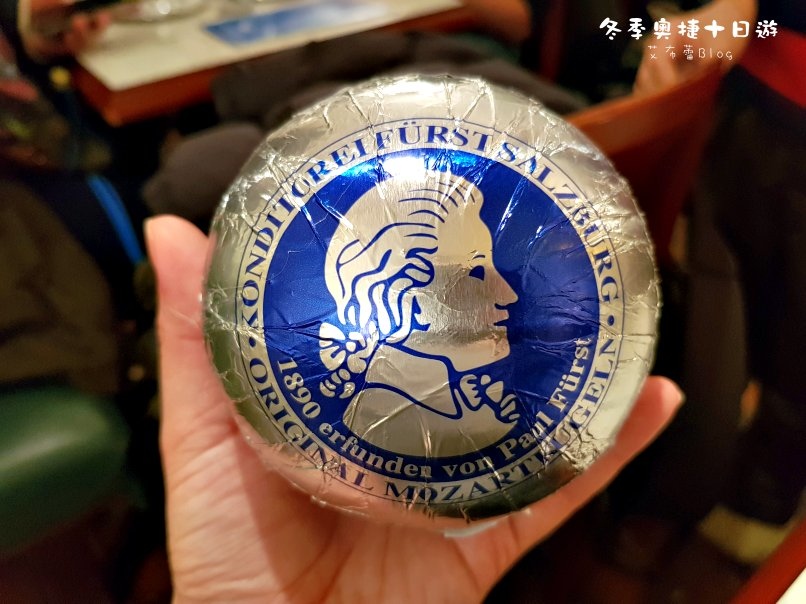 冬季奧捷十日遊
艾布蕾Blog
KONDITOREI FÜRST SALZBURG
1890 erfunden von Paul Fürst
ORIGINAL MOZARTKUGELN